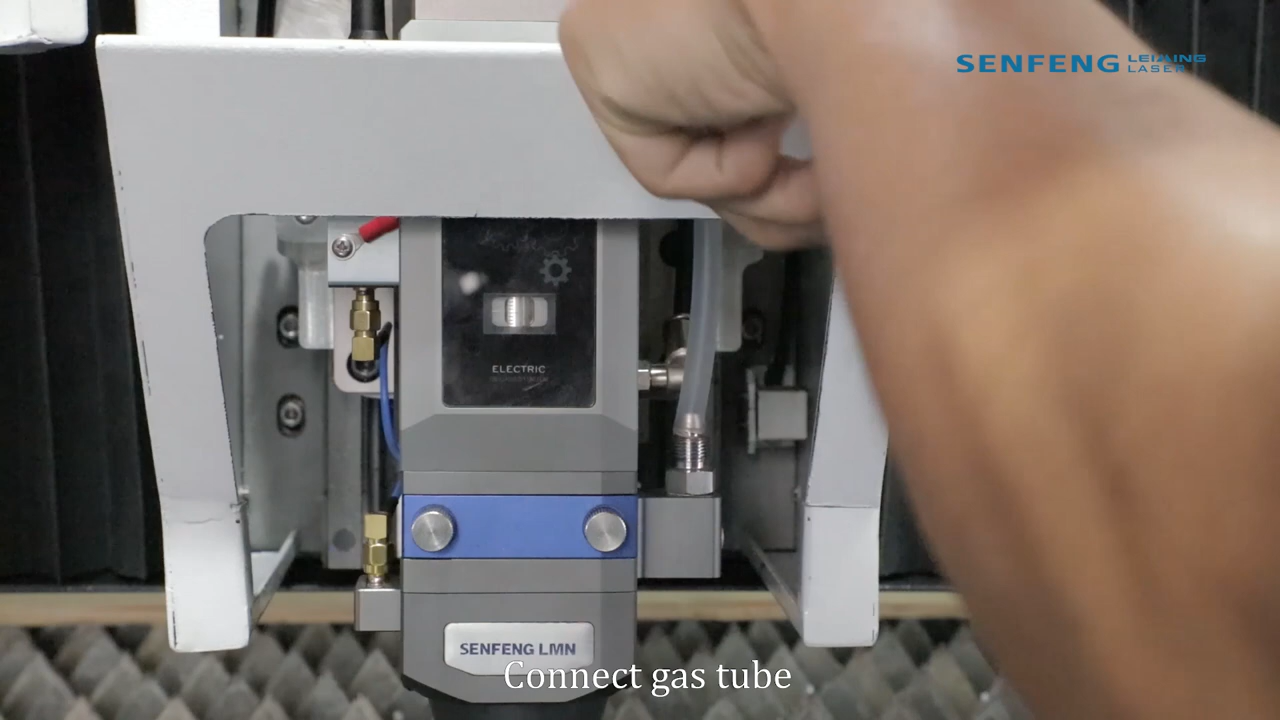 SENFENG LEIMING
LASER
ELECTRIC
SENFENG LMN
Connect gas tube